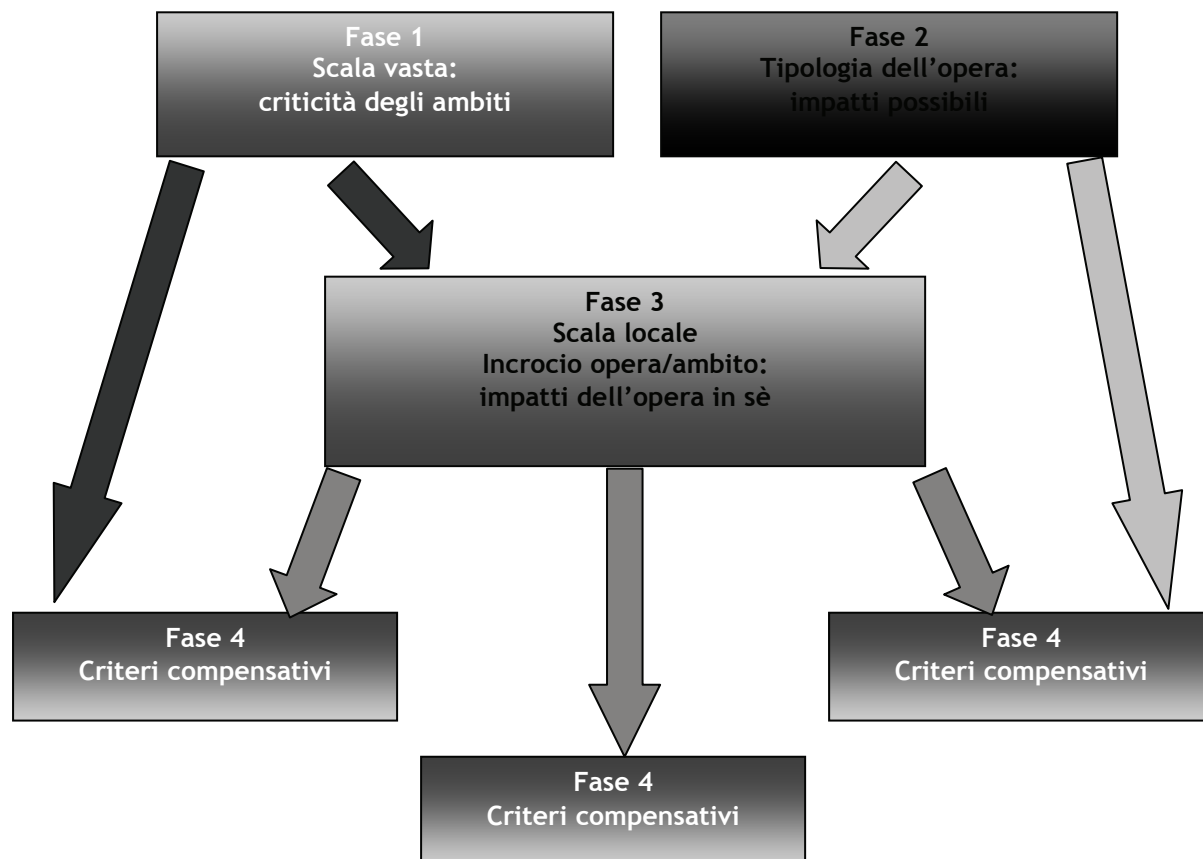 Fase 1
Scala vasta:
criticità degli ambiti
Fase 2
Tipologia dell’opera:
impatti possibili
Fase 3
Scala locale
Incrocio opera/ambito:
impatti dell’opera in sè
Fase 4
Criteri compensativi
Fase 4
Criteri compensativi
Fase 4
Criteri compensativi